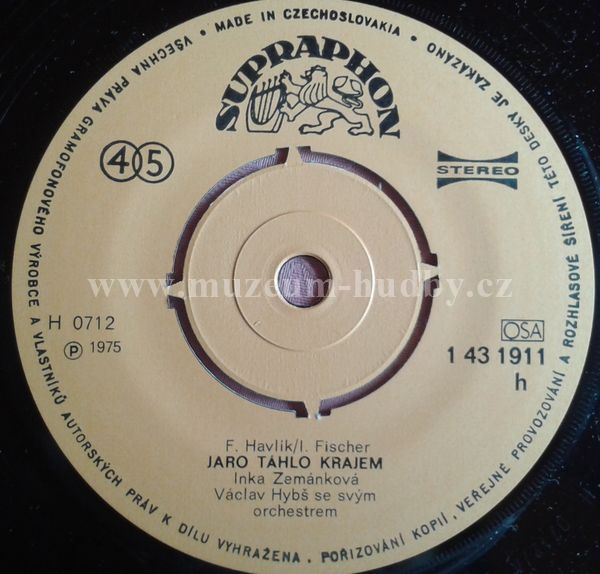 VŠECHNA PRÁVA GRAMOFONOVÉHO VÝROBCE A VLASTNÍKŮ AUTORSKÝCH PRÁV K DÍLU VYHRAŽENA. POŘIZOVÁNÍ KOPIÍ, VEŘEJNÉ PROVOZOVÁNÍ A ROZHLASOVÉ ŠÍŘENÍ TÉTO DESKY JE ZAKÁZÁNO • MADE IN CZECHOSLOVAKIA •
SUPRAPHON
45
STEREO
www.muzeum-hudby.cz
H 0712
P 1975
OSA
1 43 1911
h
F. Havlík/I. Fischer
JARO TÁHLO KRAJEM
Inka Zemánková
Václav Hybš se svým
orchestrem